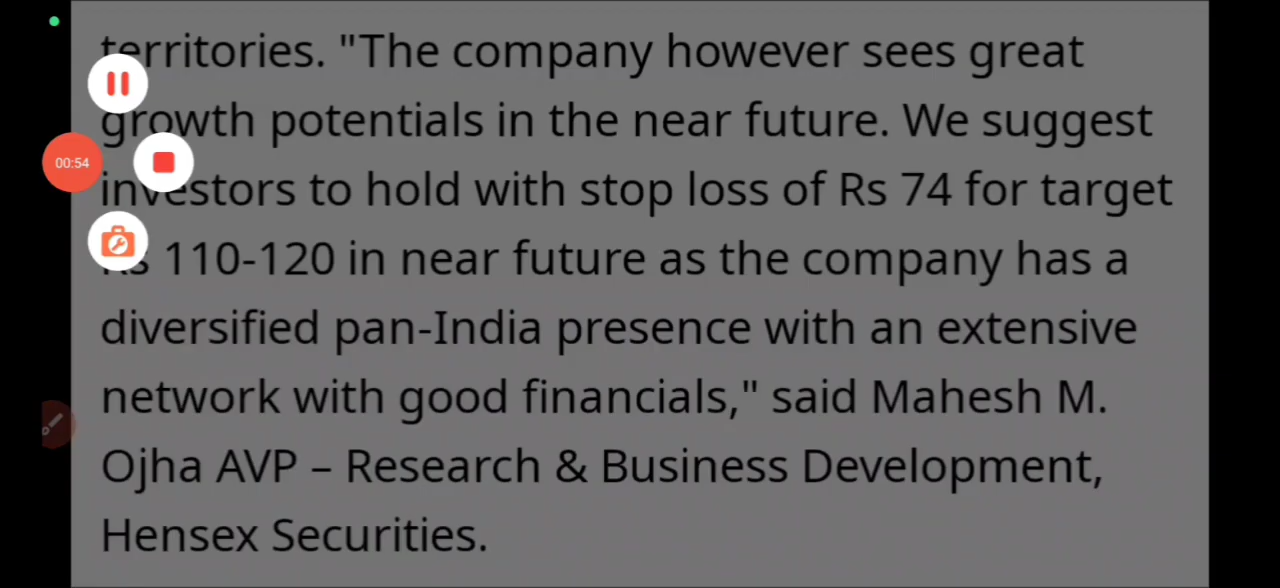 territories. "The company however sees great
growth potentials in the near future. We suggest
00:54
investors to hold with stop loss of Rs 74 for target
Rs 110-120 in near future as the company has a
diversified pan-India presence with an extensive
network with good financials," said Mahesh M.
Ojha AVP – Research & Business Development,
Hensex Securities.